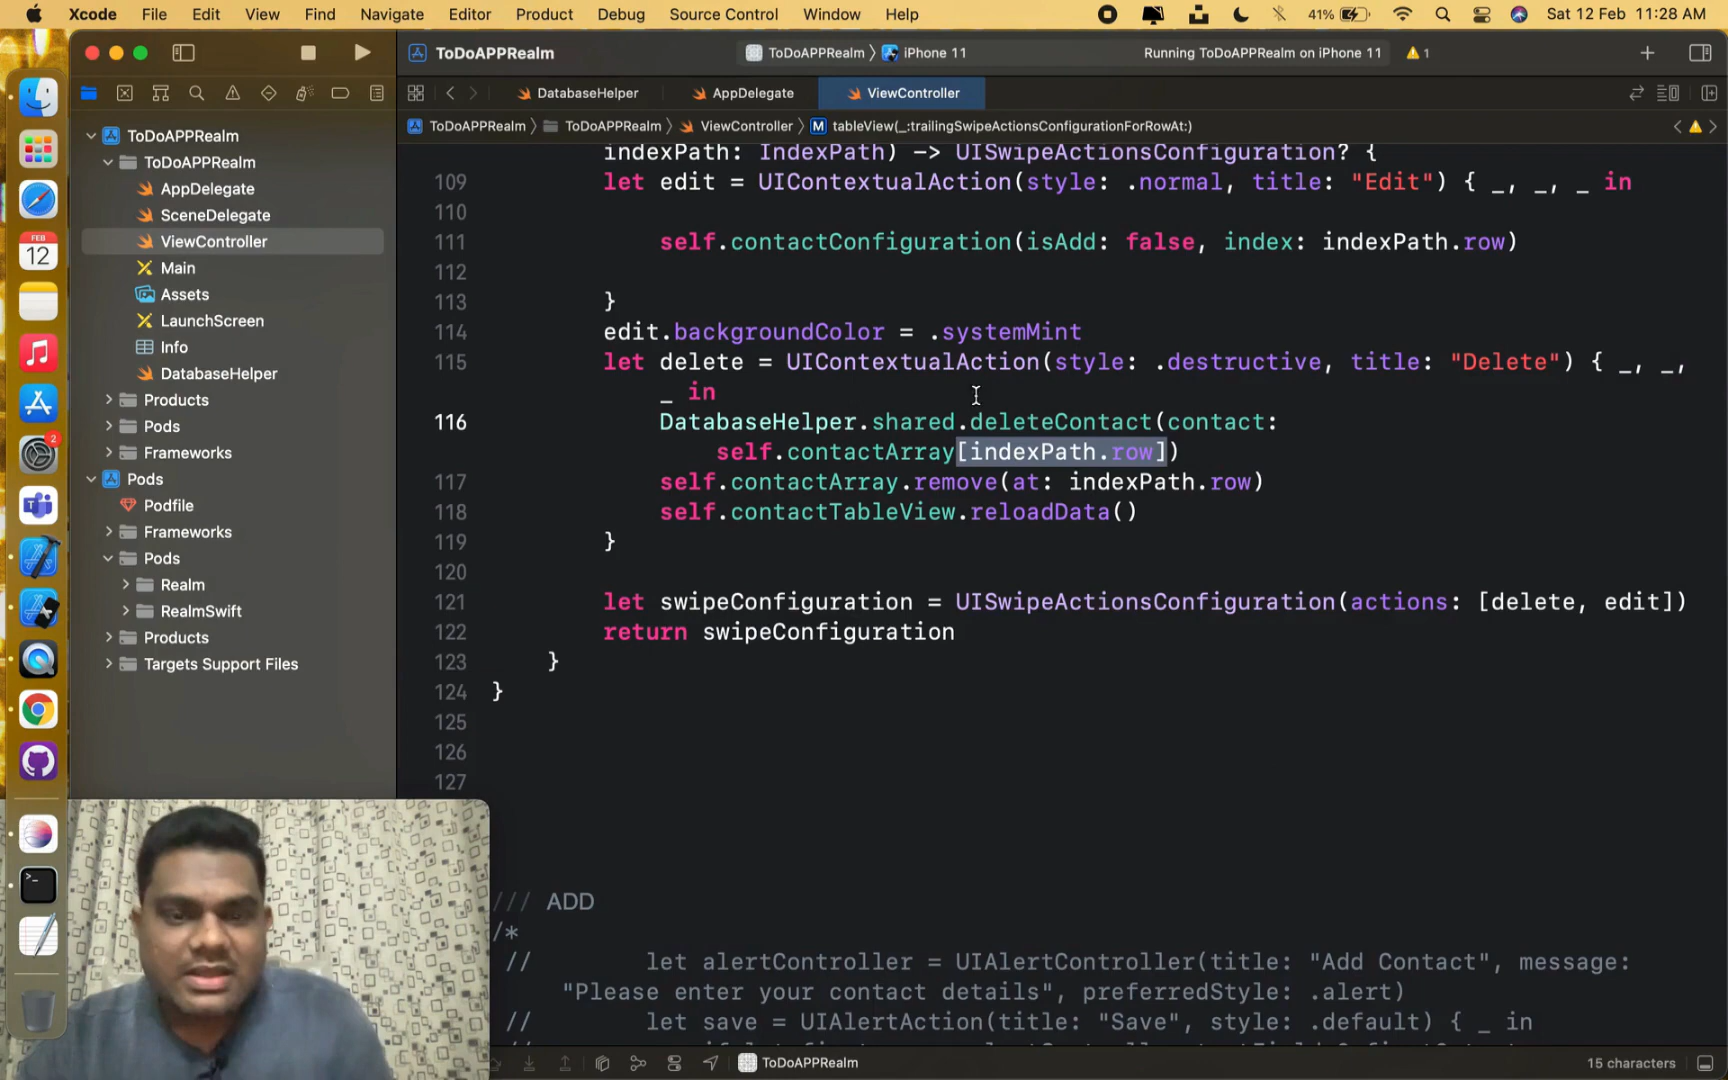 Xcode File Edit View Find Navigate Editor Product Debug Source Control Window Help 41% Sat 12 Feb 11:28 AM
ToDoAPPRealm ToDoAPPRealm iPhone 11 Running ToDoAPPRealm on iPhone 11 1
DatabaseHelper AppDelegate ViewController
ToDoAPPRealm ToDoAPPRealm ViewController M tableView(_:trailingSwipeActionsConfigurationForRowAt:)
ToDoAPPRealm
ToDoAPPRealm
AppDelegate
SceneDelegate
ViewController
Main
Assets
LaunchScreen
Info
DatabaseHelper
Products
Pods
Frameworks
Pods
Podfile
Frameworks
Pods
Realm
RealmSwift
Products
Targets Support Files
FEB
12
2
indexPath: IndexPath) -> UISwipeActionsConfiguration? {
109 let edit = UIContextualAction(style: .normal, title: "Edit") { _, _, _ in
110
111 self.contactConfiguration(isAdd: false, index: indexPath.row)
112
113 }
114 edit.backgroundColor = .systemMint
115 let delete = UIContextualAction(style: .destructive, title: "Delete") { _, _,
_ in
116 DatabaseHelper.shared.deleteContact(contact:
self.contactArray[indexPath.row])
117 self.contactArray.remove(at: indexPath.row)
118 self.contactTableView.reloadData()
119 }
120
121 let swipeConfiguration = UISwipeActionsConfiguration(actions: [delete, edit])
122 return swipeConfiguration
123 }
124 }
125
126
127
/// ADD
/*
// let alertController = UIAlertController(title: "Add Contact", message:
"Please enter your contact details", preferredStyle: .alert)
// let save = UIAlertAction(title: "Save", style: .default) { _ in
ToDoAPPRealm 15 characters